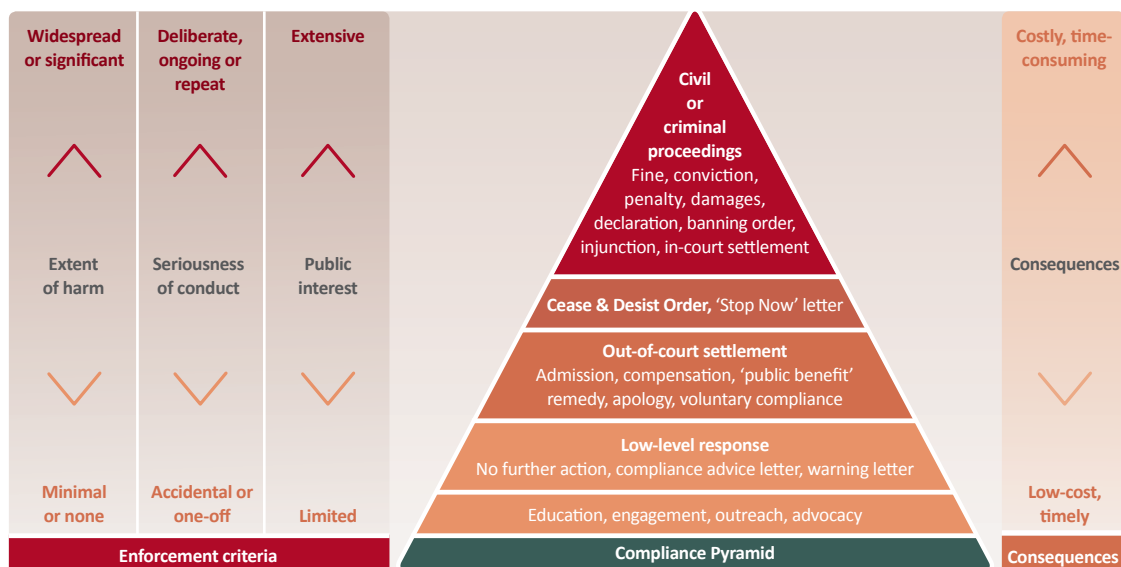 Widespread
or significant
Deliberate,
ongoing or
repeat
Extensive
Extent
of harm
Seriousness
of conduct
Public
interest
Minimal
or none
Accidental or
one-off
Limited
Enforcement criteria
Civil
or
criminal
proceedings
Fine, conviction,
penalty, damages,
declaration, banning order,
injunction, in-court settlement
Cease & Desist Order, ‘Stop Now’ letter
Out-of-court settlement
Admission, compensation, ‘public benefit’
remedy, apology, voluntary compliance
Low-level response
No further action, compliance advice letter, warning letter
Education, engagement, outreach, advocacy
Compliance Pyramid
Costly, time-
consuming
Consequences
Low-cost,
timely
Consequences